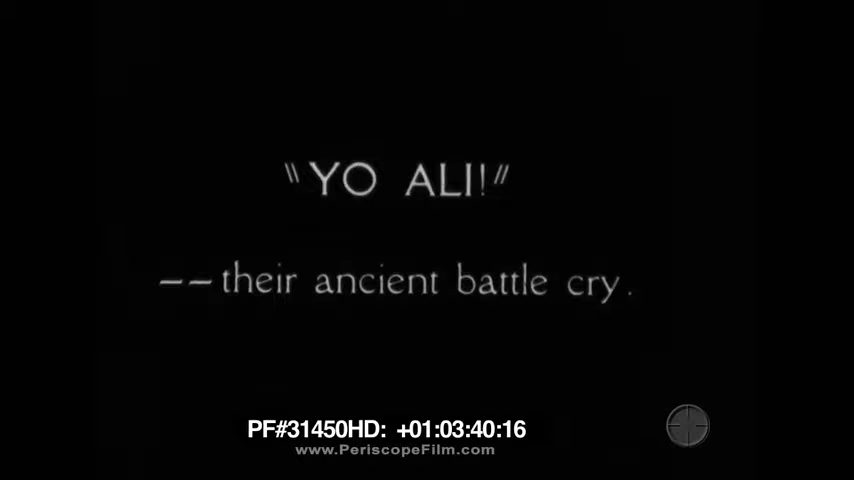 "YO ALI!"
--their ancient battle cry.
PF#31450HD: +01:03:40:16
www.PeriscopeFilm.com